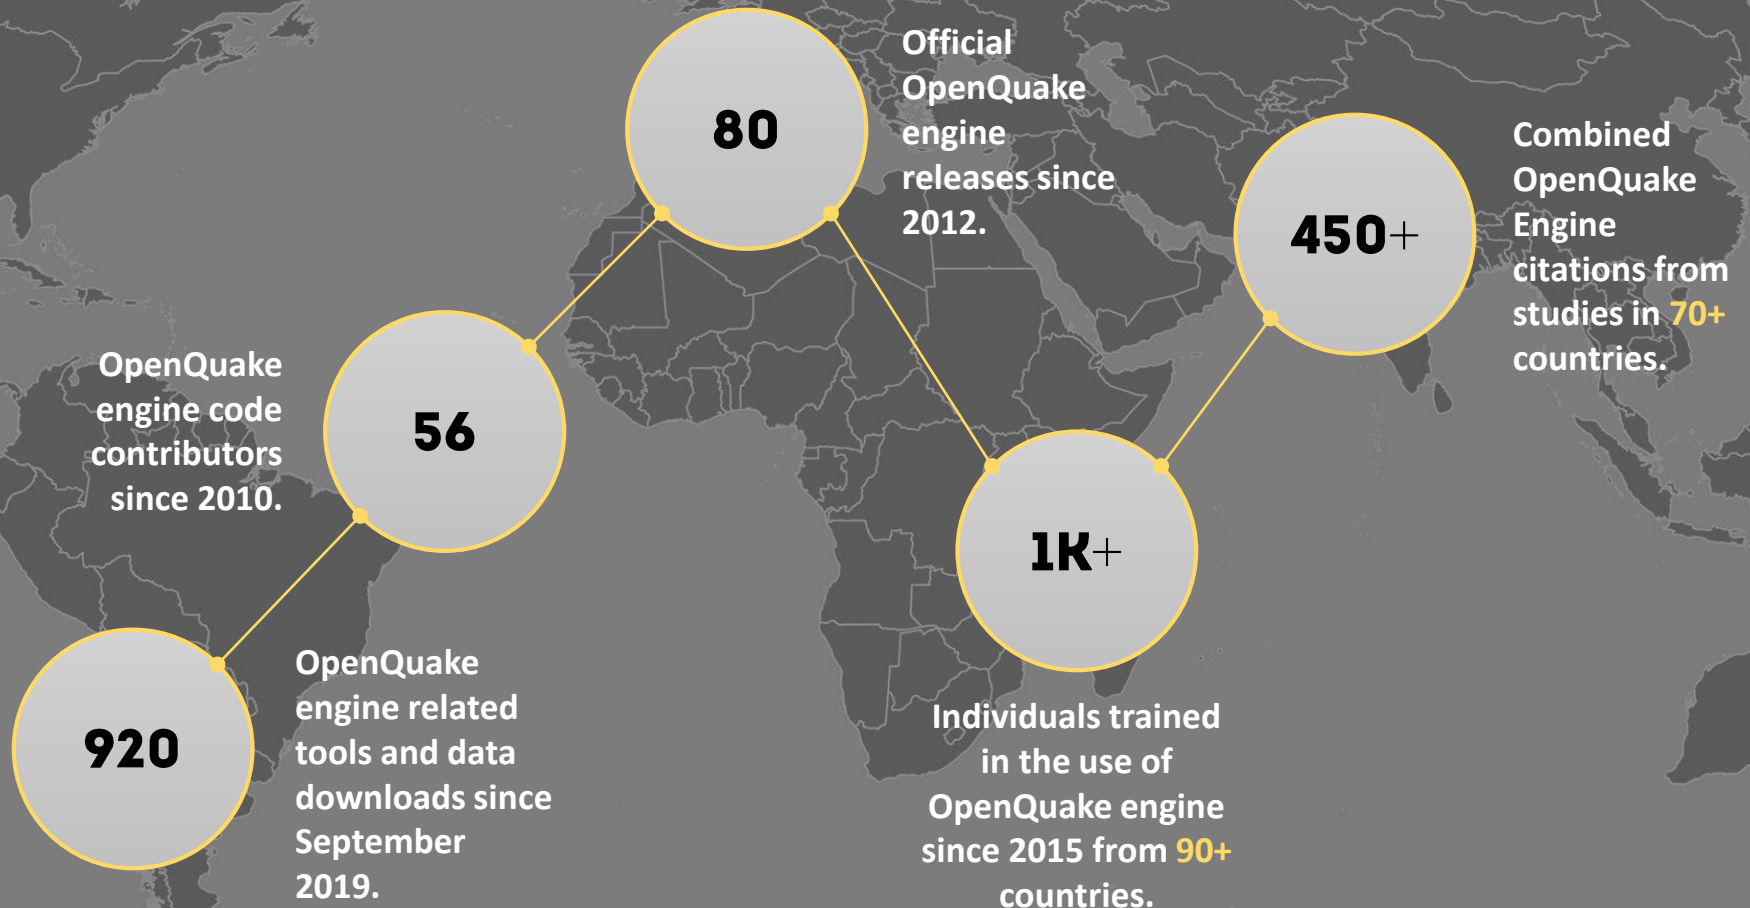 920
OpenQuake
engine related
tools and data
downloads since
September
2019.
56
OpenQuake
engine code
contributors
since 2010.
80
Official
OpenQuake
engine
releases since
2012.
1K+
Individuals trained
in the use of
OpenQuake engine
since 2015 from 90+
countries.
450+
Combined
OpenQuake
Engine
citations from
studies in 70+
countries.